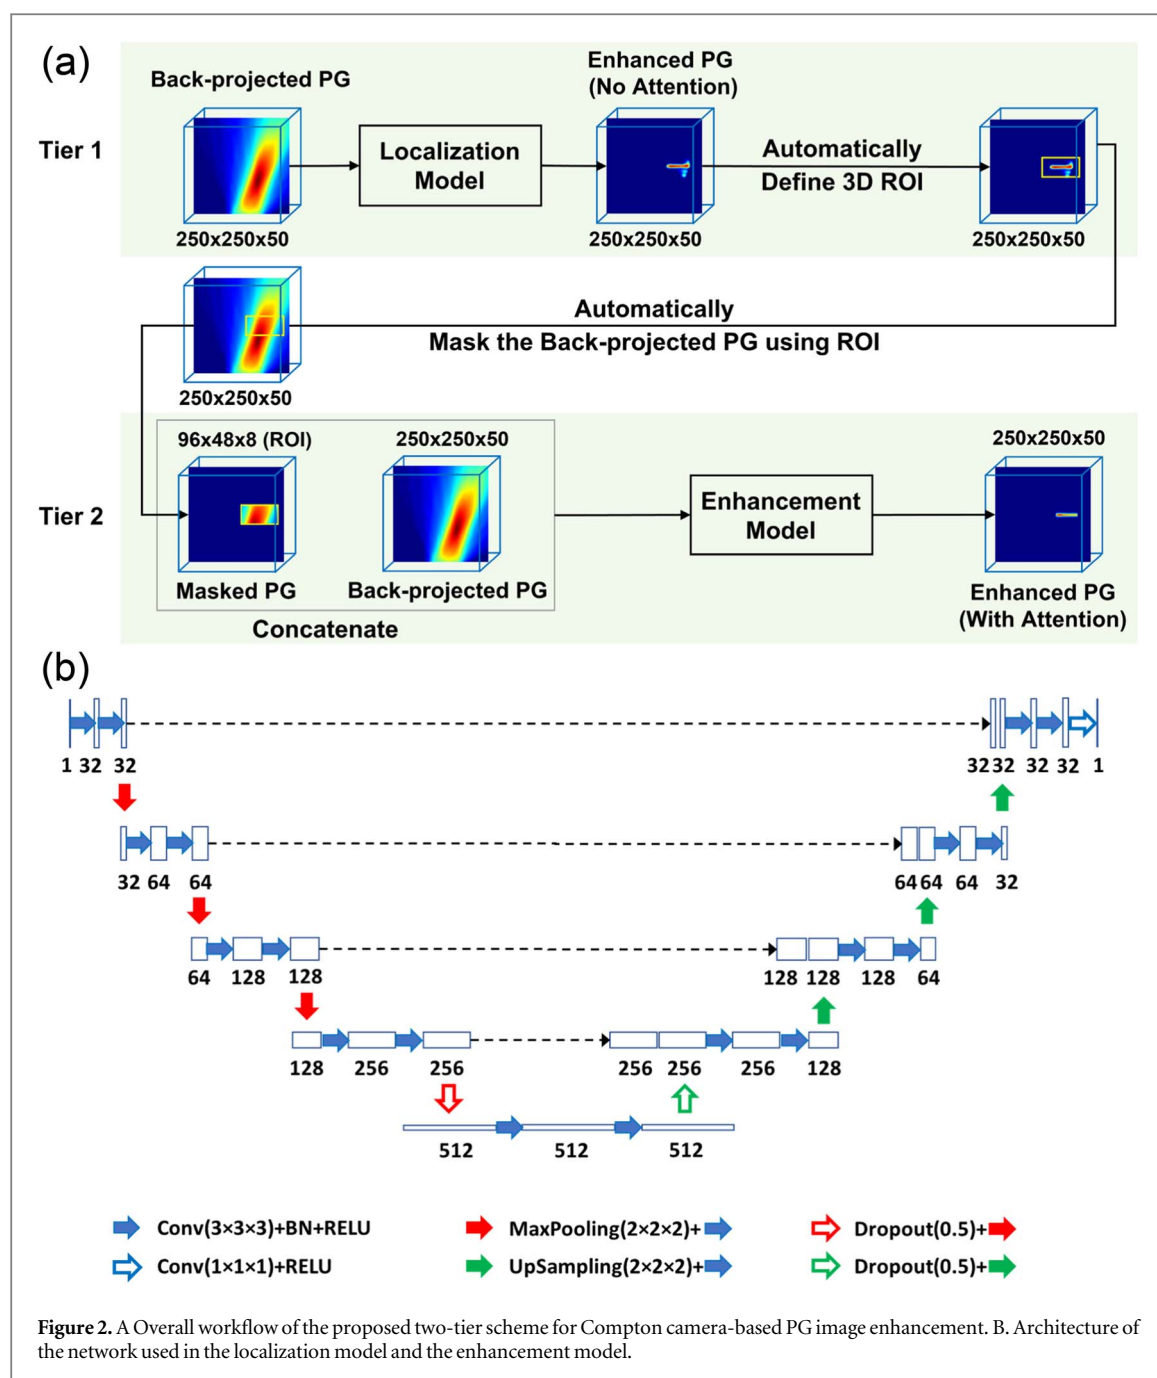 (a)
Back-projected PG
Enhanced PG
(No Attention)
Tier 1
Localization
Model
Automatically
Define 3D ROI
250x250x50
250x250x50
250x250x50
Automatically
Mask the Back-projected PG using ROI
250x250x50
96x48x8 (ROI)
250x250x50
250x250x50
Tier 2
Enhancement
Model
Masked PG
Back-projected PG
Enhanced PG
(With Attention)
Concatenate
(b)
1 32 32
32 32 32 32 1
32 64 64
64 64 64 32
64 128 128
128 128 128 64
128 256 256
256 256 256 128
512 512 512
Conv(3×3×3)+BN+RELU
MaxPooling(2×2×2)+
Dropout(0.5)+
Conv(1×1×1)+RELU
UpSampling(2×2×2)+
Dropout(0.5)+
Figure 2. A Overall workflow of the proposed two-tier scheme for Compton camera-based PG image enhancement. B. Architecture of
the network used in the localization model and the enhancement model.